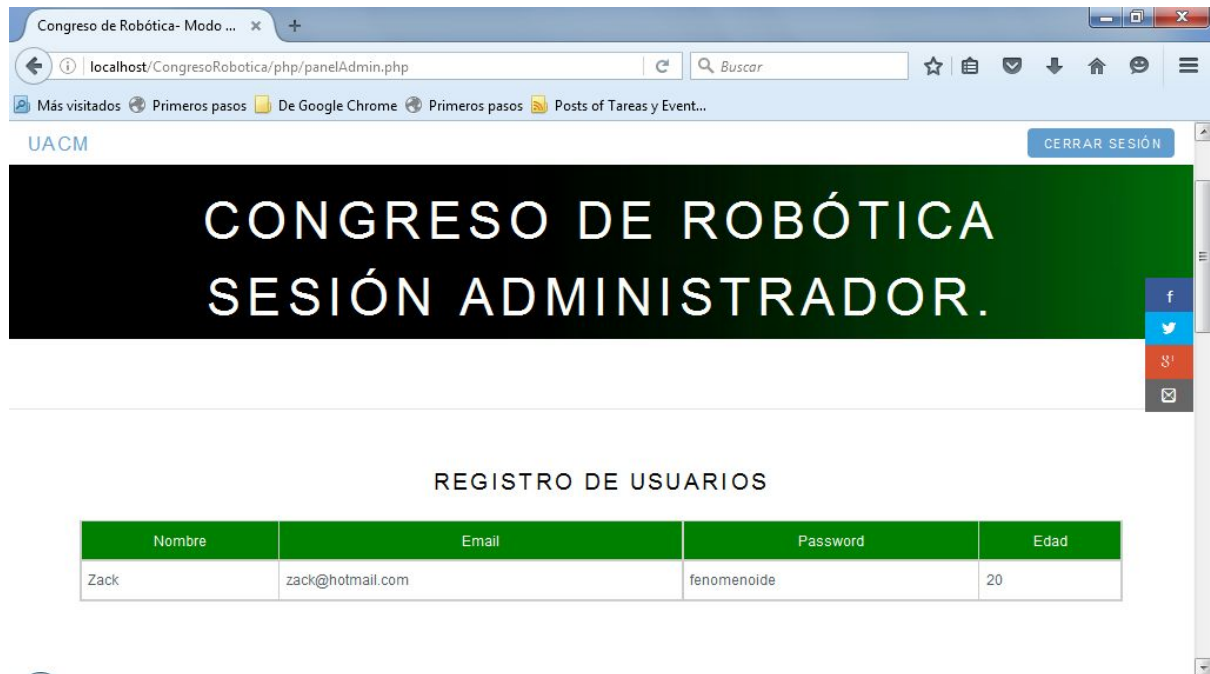 Congreso de Robótica- Modo ...
localhost/CongresoRobotica/php/panelAdmin.php
Buscar
Más visitados Primeros pasos De Google Chrome Primeros pasos Posts of Tareas y Event...
UACM
CERRAR SESIÓN
CONGRESO DE ROBÓTICA
SESIÓN ADMINISTRADOR.
REGISTRO DE USUARIOS
Nombre Email Password Edad
Zack zack@hotmail.com fenomenoide 20